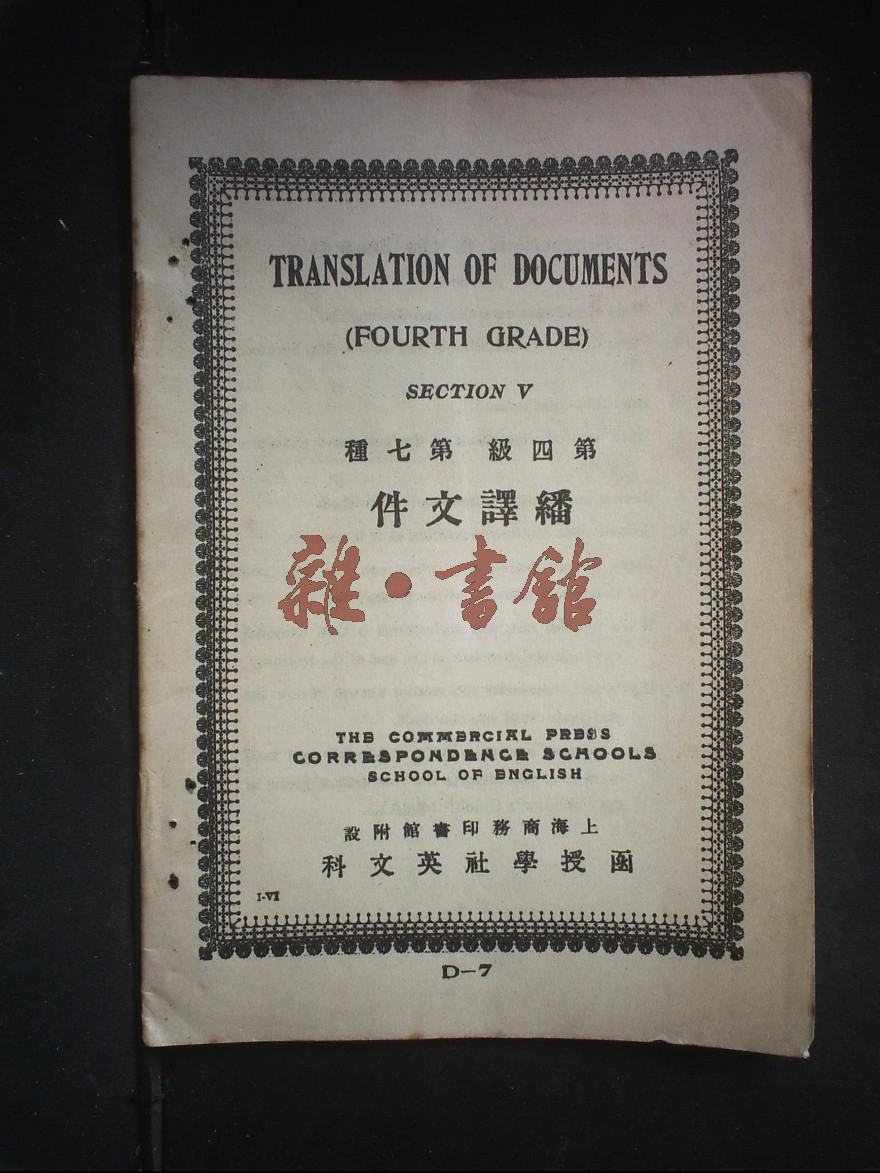 TRANSLATION OF DOCUMENTS
(FOURTH GRADE)
SECTION V
第四級 第七種
繙譯文件
雜·書館
THE COMMERCIAL PRESS
CORRESPONDENCE SCHOOLS
SCHOOL OF ENGLISH
上海商務印書館附設
函授學社英文科
I-VI
D-7